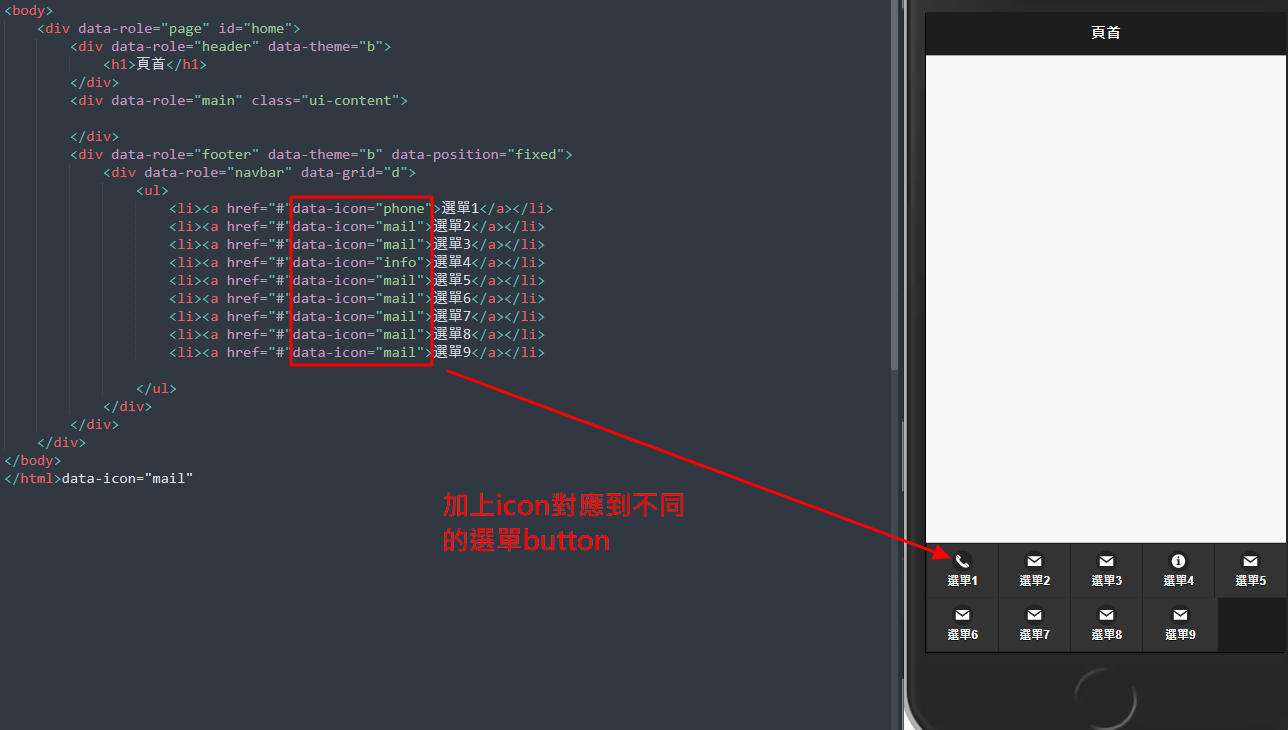 <body>
<div data-role="page" id="home">
<div data-role="header" data-theme="b">
<h1>頁首</h1>
</div>
<div data-role="main" class="ui-content">
</div>
<div data-role="footer" data-theme="b" data-position="fixed">
<div data-role="navbar" data-grid="d">
<ul>
<li><a href="#"data-icon="phone">選單1</a></li>
<li><a href="#"data-icon="mail">選單2</a></li>
<li><a href="#"data-icon="mail">選單3</a></li>
<li><a href="#"data-icon="info">選單4</a></li>
<li><a href="#"data-icon="mail">選單5</a></li>
<li><a href="#"data-icon="mail">選單6</a></li>
<li><a href="#"data-icon="mail">選單7</a></li>
<li><a href="#"data-icon="mail">選單8</a></li>
<li><a href="#"data-icon="mail">選單9</a></li>
</ul>
</div>
</div>
</div>
</body>
</html>data-icon="mail"
加上icon對應到不同
的選單button
頁首
選單1 選單2 選單3 選單4 選單5
選單6 選單7 選單8 選單9